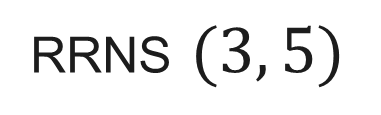 RRNS (3, 5)